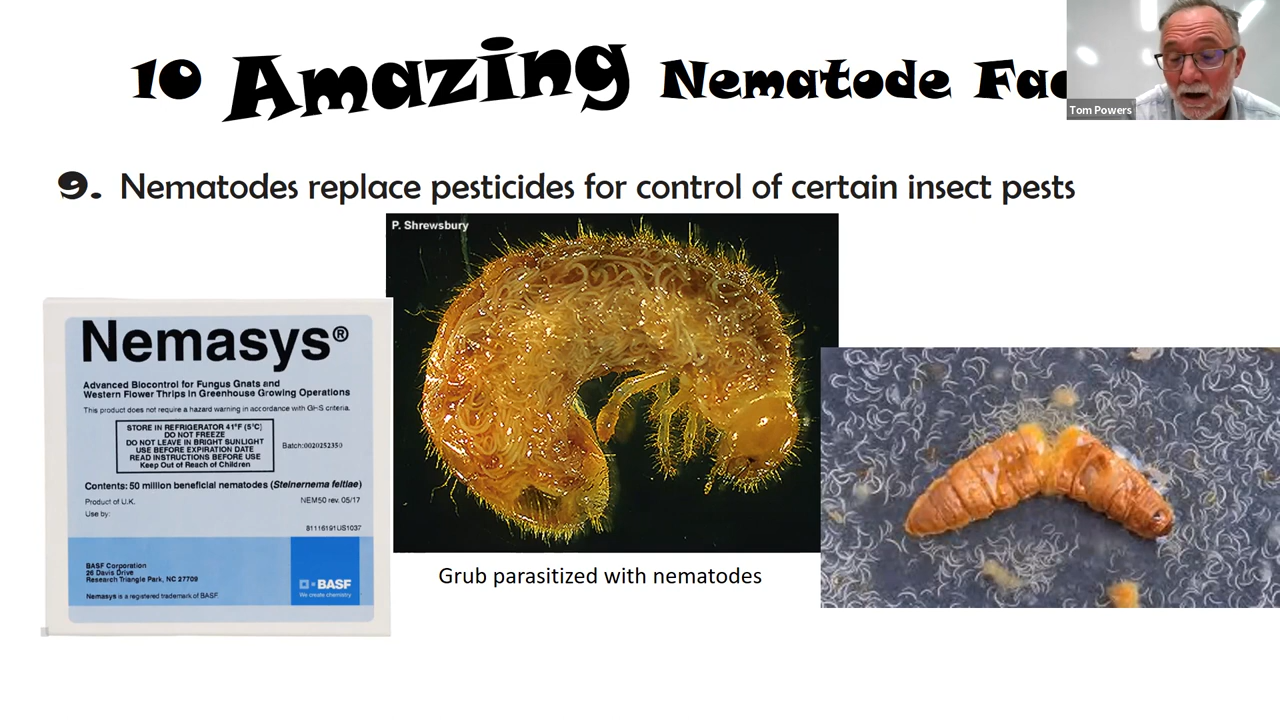 10 Amazing Nematode Fac
Tom Powers
9. Nematodes replace pesticides for control of certain insect pests
P. Shrewsbury
Nemasys®
Advanced Biocontrol for Fungus Gnats and
Western Flower Thrips in Greenhouse Growing Operations
This product does not require a hazard warning in accordance with GHS criteria.
STORE IN REFRIGERATOR 41°F (5°C)
DO NOT FREEZE
DO NOT LEAVE IN BRIGHT SUNLIGHT
USE BEFORE EXPIRATION DATE
READ INSTRUCTIONS BEFORE USE
Keep Out of Reach of Children
Batch:0020252350
Contents: 50 million beneficial nematodes (Steinernema feltiae)
Product of U.K.
NEM50 rev. 05/17
Use by:
81116191US1037
BASF Corporation
26 Davis Drive
Research Triangle Park, NC 27709
Nemasys is a registered trademark of BASF.
BASF
We create chemistry
Grub parasitized with nematodes